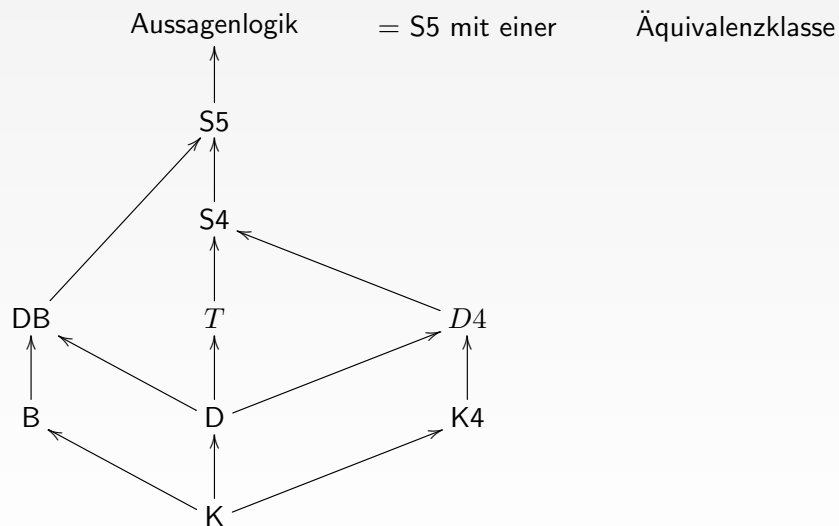 Aussagenlogik = S5 mit einer Äquivalenzklasse
S5
S4
DB T D4
B D K4
K